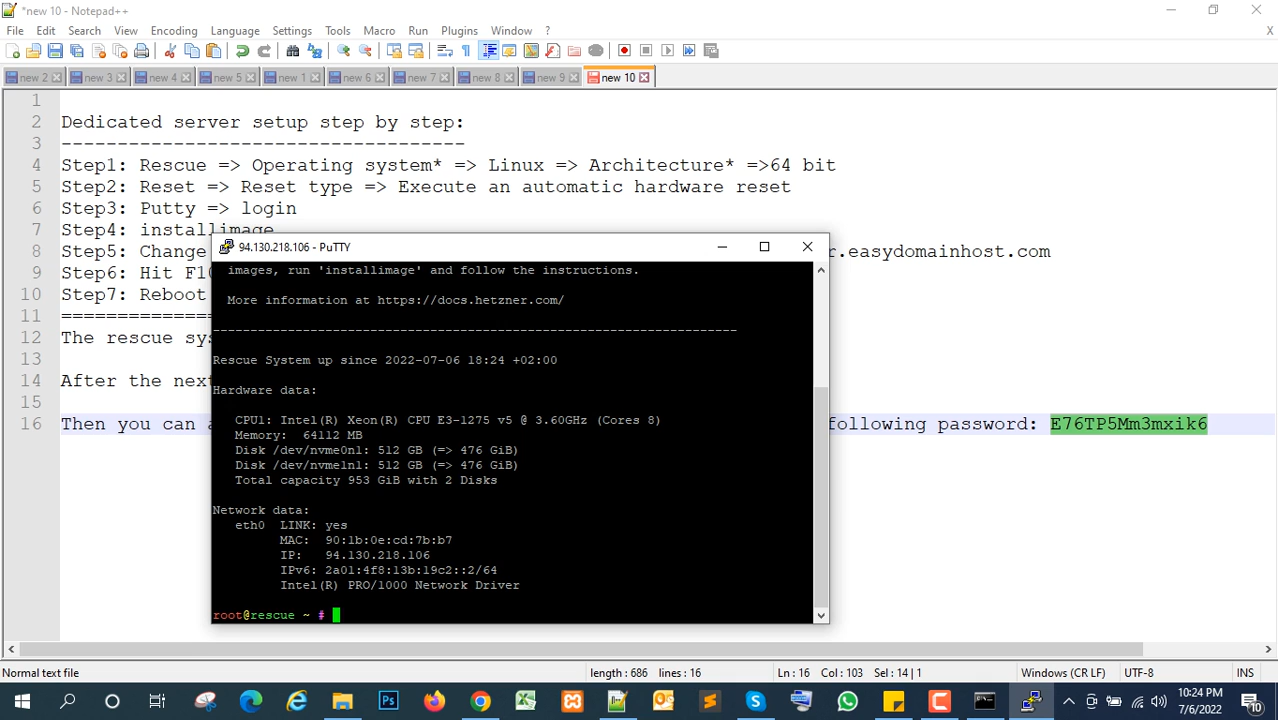 *new 10 - Notepad++
File Edit Search View Encoding Language Settings Tools Macro Run Plugins Window ?
X
new 2 new 3 new 4 new 5 new 1 new 6 new 7 new 8 new 9 new 10
1
2 Dedicated server setup step by step:
3 ------------------------------------
4 Step1: Rescue => Operating system* => Linux => Architecture* =>64 bit
5 Step2: Reset => Reset type => Execute an automatic hardware reset
6 Step3: Putty => login
7 Step4: installimage
8 Step5: Change r.easydomainhost.com
9 Step6: Hit F10
10 Step7: Reboot
11 ==============
12 The rescue sys
13
14 After the next
15
16 Then you can a following password: E76TP5Mm3mxik6
94.130.218.106 - PuTTY
images, run 'installimage' and follow the instructions.
More information at https://docs.hetzner.com/
----------------------------------------------------------------------
Rescue System up since 2022-07-06 18:24 +02:00
Hardware data:
CPU1: Intel(R) Xeon(R) CPU E3-1275 v5 @ 3.60GHz (Cores 8)
Memory: 64112 MB
Disk /dev/nvme0n1: 512 GB (=> 476 GiB)
Disk /dev/nvme1n1: 512 GB (=> 476 GiB)
Total capacity 953 GiB with 2 Disks
Network data:
eth0 LINK: yes
MAC: 90:1b:0e:cd:7b:b7
IP: 94.130.218.106
IPv6: 2a01:4f8:13b:19c2::2/64
Intel(R) PRO/1000 Network Driver
root@rescue ~ #
Normal text file length : 686 lines : 16 Ln : 16 Col : 103 Sel : 14 | 1 Windows (CR LF) UTF-8 INS
10:24 PM
7/6/2022
10